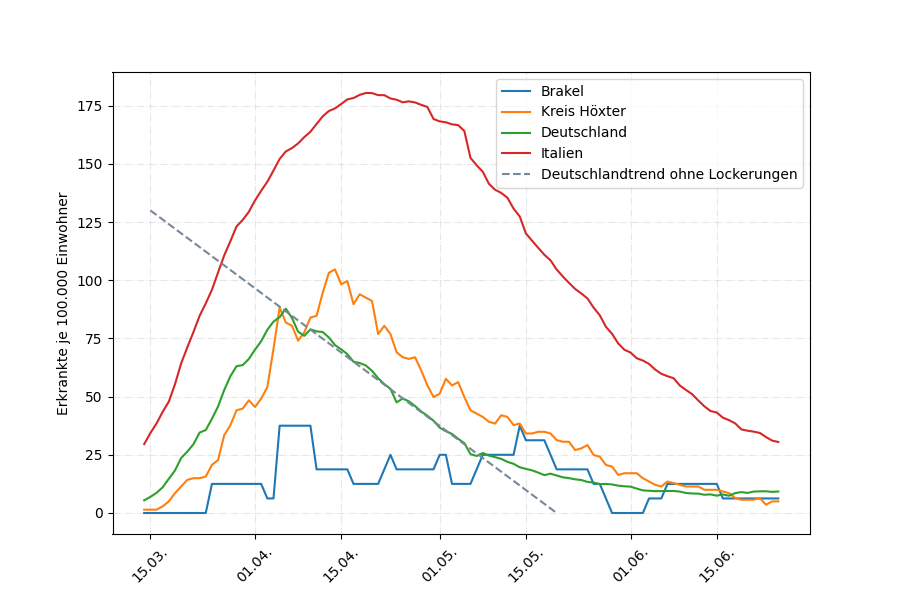 Brakel
Kreis Höxter
Deutschland
Italien
Deutschlandtrend ohne Lockerungen
Erkrankte je 100.000 Einwohner
175
150
125
100
75
50
25
0
15.03. 01.04. 15.04. 01.05. 15.05. 01.06. 15.06.